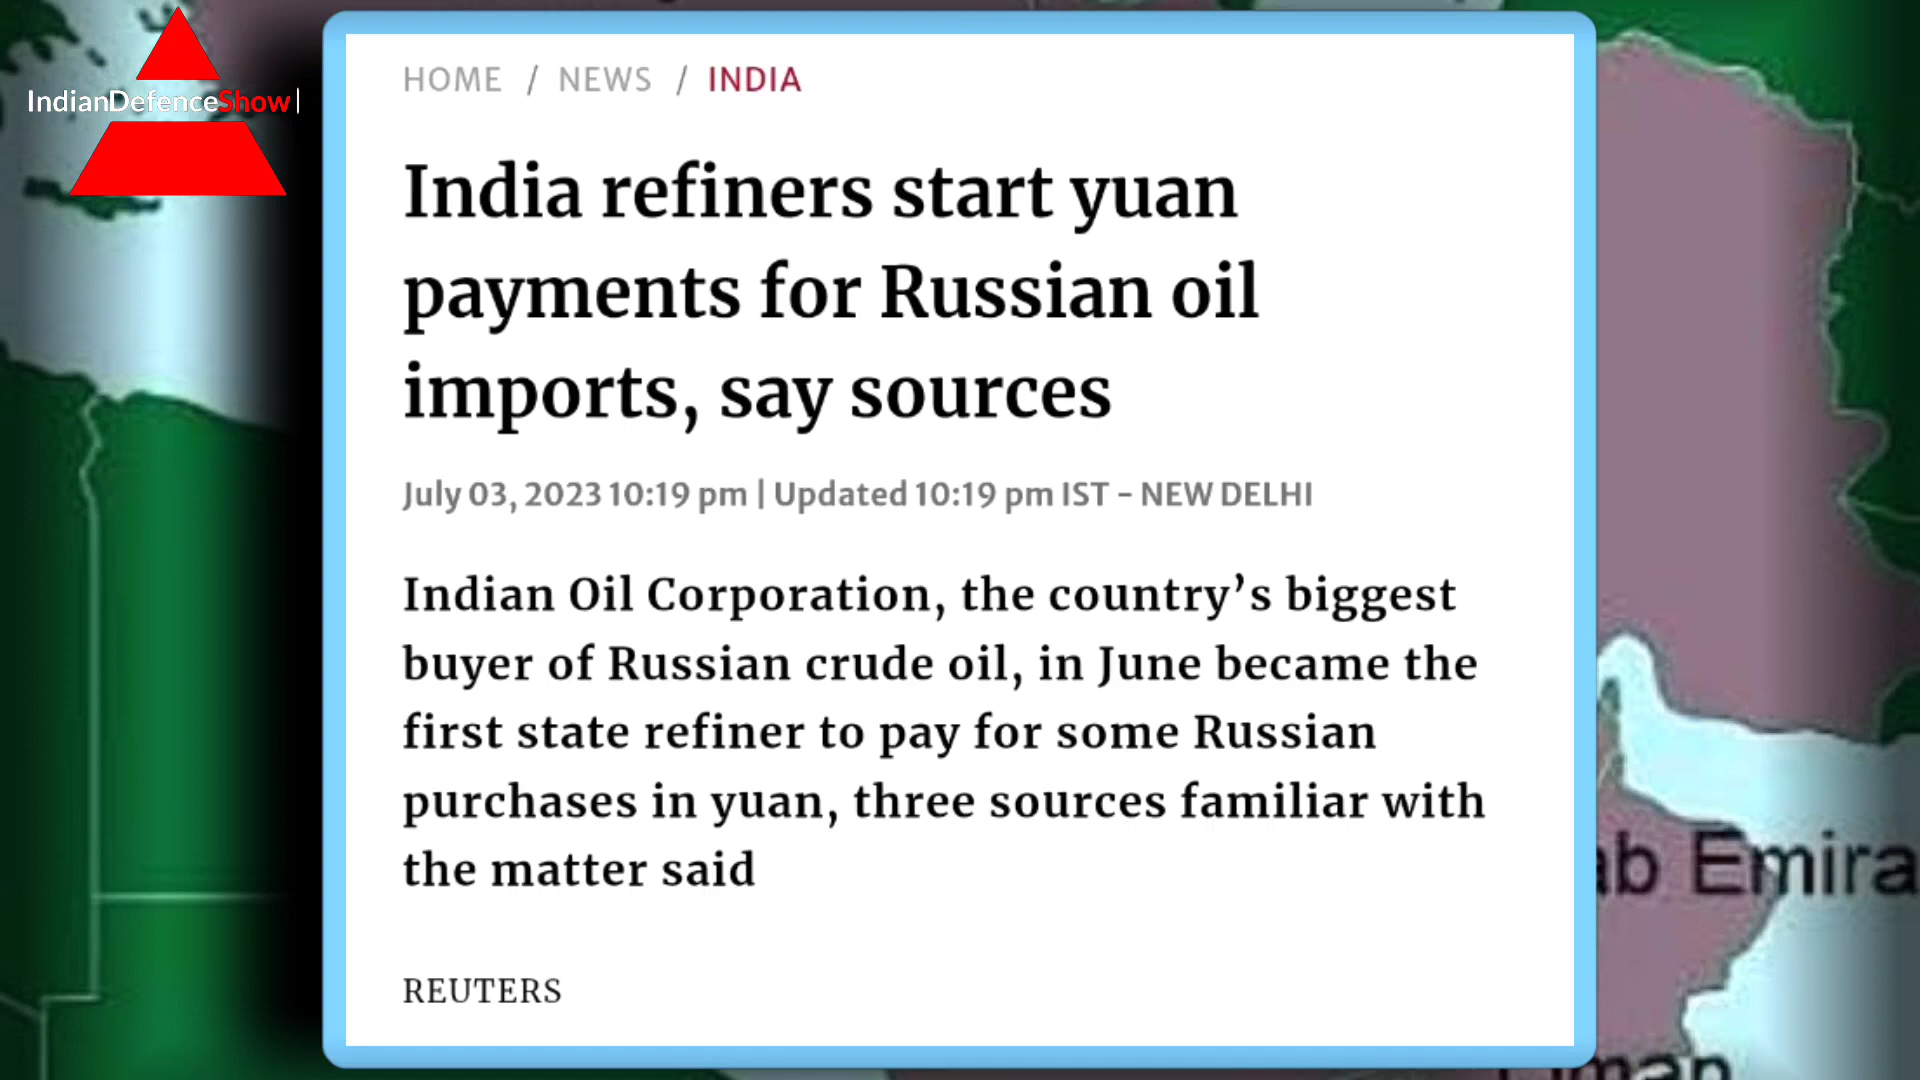 IndianDefenceShow
HOME / NEWS / INDIA
India refiners start yuan
payments for Russian oil
imports, say sources
July 03, 2023 10:19 pm | Updated 10:19 pm IST - NEW DELHI
Indian Oil Corporation, the country’s biggest
buyer of Russian crude oil, in June became the
first state refiner to pay for some Russian
purchases in yuan, three sources familiar with
the matter said
REUTERS
ab Emira